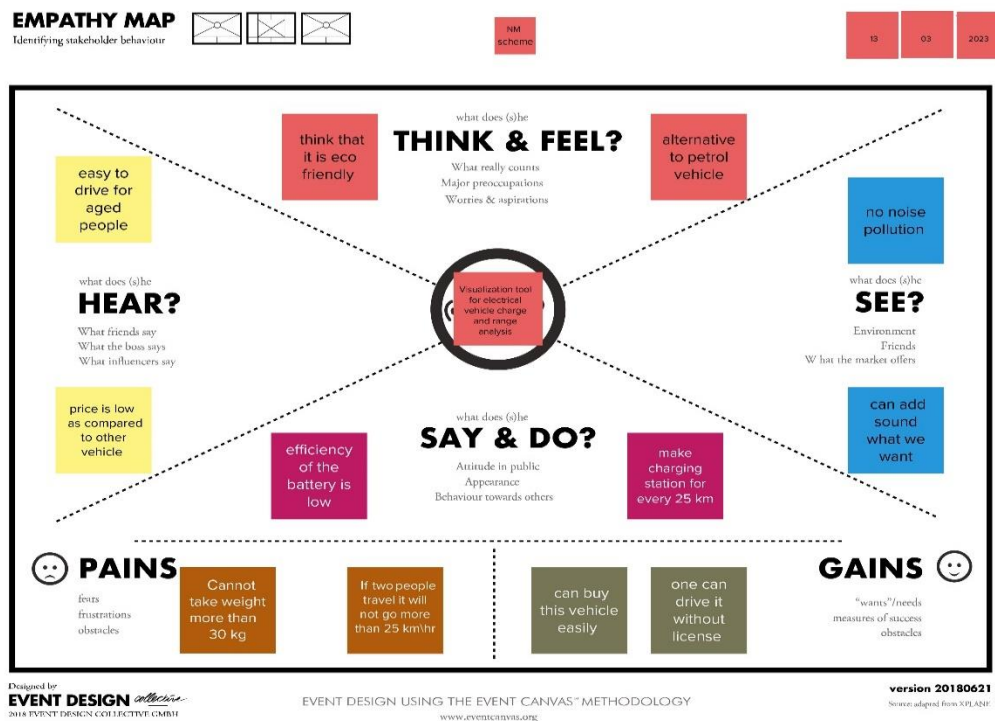 EMPATHY MAP
Identifying stakeholder behaviour
NM
scheme
13
03
2023
what does (s)he
THINK & FEEL?
What really counts
Major preoccupations
Worries & aspirations
think that
it is eco
friendly
alternative
to petrol
vehicle
easy to
drive for
aged
people
no noise
pollution
what does (s)he
HEAR?
What friends say
What the boss says
What influencers say
Visualization tool
for electrical
vehicle charge
and range
analysis
what does (s)he
SEE?
Environment
Friends
W hat the market offers
price is low
as compared
to other
vehicle
can add
sound
what we
want
what does (s)he
SAY & DO?
Attitude in public
Appearance
Behaviour towards others
efficiency
of the
battery is
low
make
charging
station for
every 25 km
PAINS
fears
frustrations
obstacles
Cannot
take weight
more than
30 kg
If two people
travel it will
not go more
than 25 km\hr
can buy
this vehicle
easily
one can
drive it
without
license
GAINS
"wants"/needs
measures of success
obstacles
Designed by
EVENT DESIGN collective
2018 EVENT DESIGN COLLECTIVE GMBH
EVENT DESIGN USING THE EVENT CANVAS™ METHODOLOGY
www.eventcanvas.org
version 20180621
Source: adapted from XPLANE